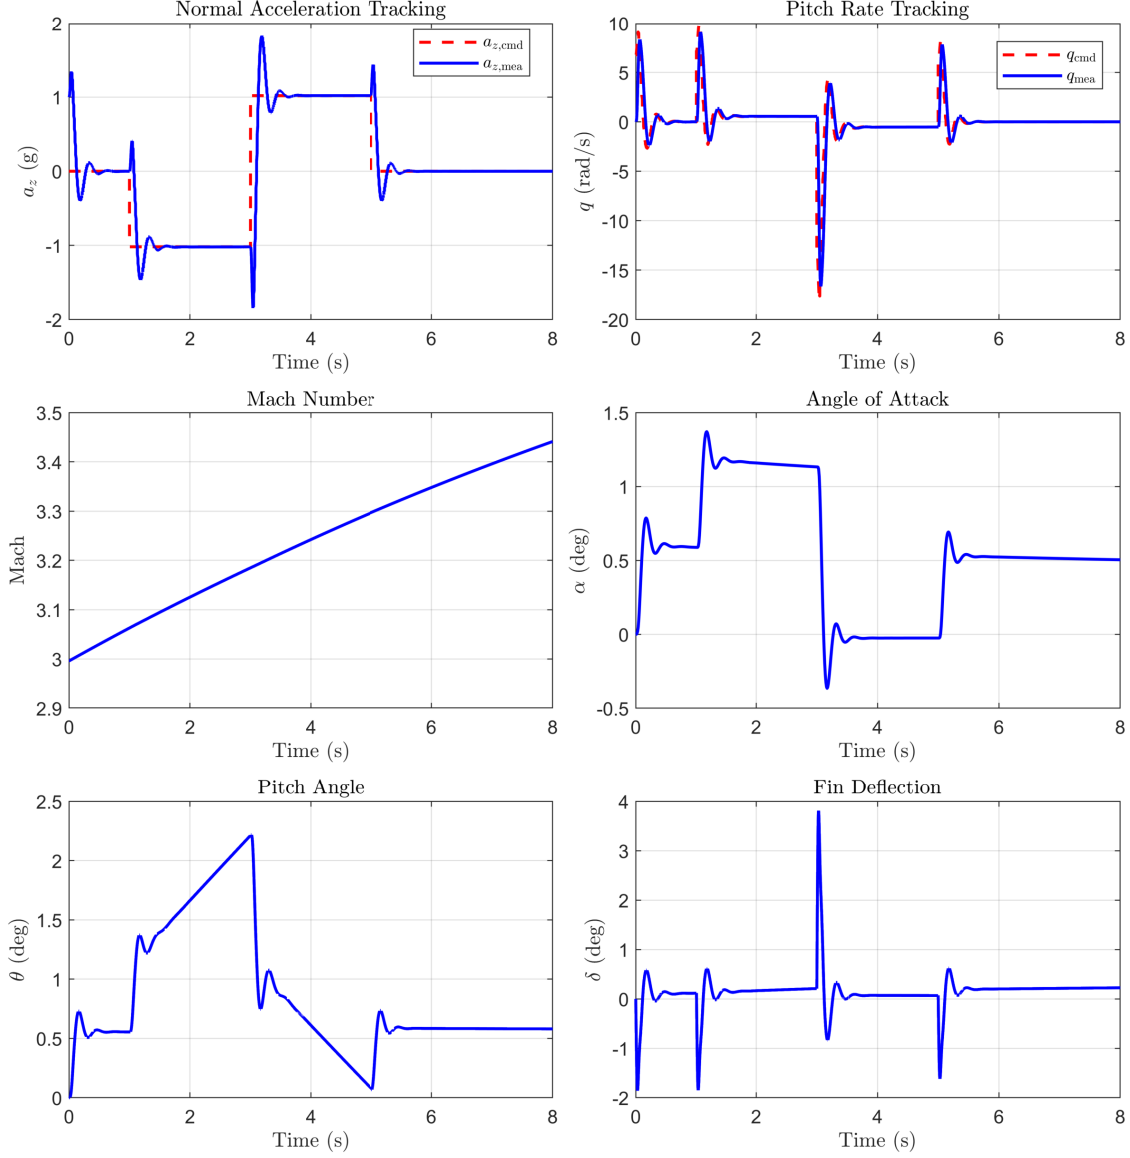 Normal Acceleration Tracking
2
1
0
-1
-2
a_z (g)
a_z,cmd
a_z,mea
0 2 4 6 8
Time (s)
Pitch Rate Tracking
10
5
0
-5
-10
-15
-20
q (rad/s)
q_cmd
q_mea
0 2 4 6 8
Time (s)
Mach Number
3.5
3.4
3.3
3.2
3.1
3
2.9
Mach
0 2 4 6 8
Time (s)
Angle of Attack
1.5
1
0.5
0
-0.5
α (deg)
0 2 4 6 8
Time (s)
Pitch Angle
2.5
2
1.5
1
0.5
0
θ (deg)
0 2 4 6 8
Time (s)
Fin Deflection
4
3
2
1
0
-1
-2
δ (deg)
0 2 4 6 8
Time (s)